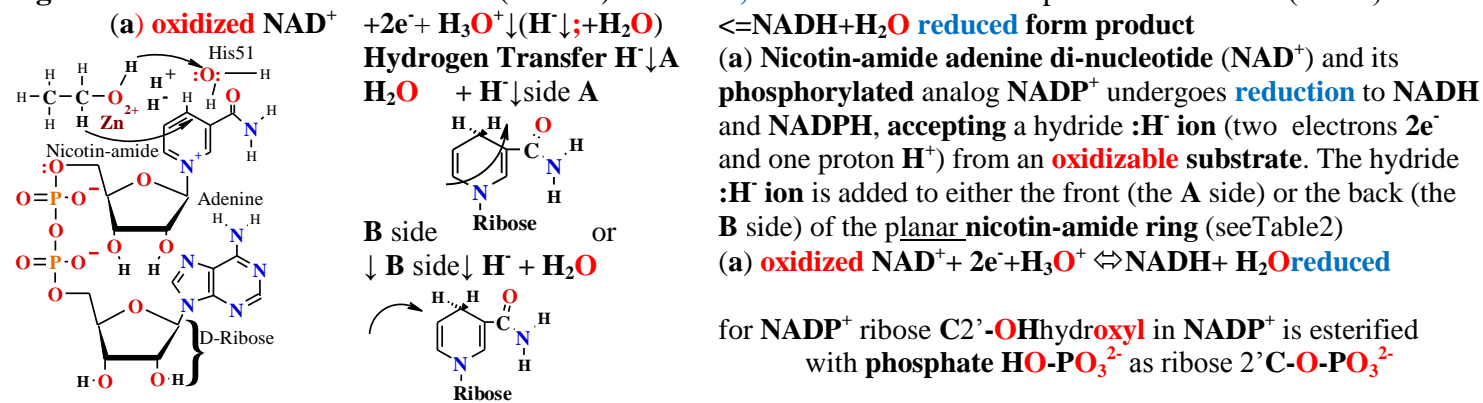 (a) oxidized NAD⁺ +2e⁻+ H₃O⁺↓(H⁻↓;+H₂O) <=NADH+H₂O reduced form product
His51
Hydrogen Transfer H⁻↓A
H₂O + H⁻↓side A
H
H⁺
H⁻
:O:
H
H
H
H
H–C–C–O
H
H
Zn²⁺
H
O
N
H
H
Nicotin-amide
N⁺
:O
O
O=P–O⁻
O
O=P–O⁻
O
O
H
O
H
Adenine
H
H
N
N
N
N
N
O
D-Ribose
H·O
O·H
H
H
O
C
N
H
H
N
Ribose
B side or
↓ B side↓ H⁻ + H₂O
H
H
O
C
N
H
H
N
Ribose
(a) Nicotin-amide adenine di-nucleotide (NAD⁺) and its
phosphorylated analog NADP⁺ undergoes reduction to NADH
and NADPH, accepting a hydride :H⁻ ion (two electrons 2e⁻
and one proton H⁺) from an oxidizable substrate. The hydride
:H⁻ ion is added to either the front (the A side) or the back (the
B side) of the planar nicotin-amide ring (seeTable2)
(a) oxidized NAD⁺+ 2e⁻+H₃O⁺ ⇔NADH+ H₂Oreduced
for NADP⁺ ribose C2’-OHhydroxyl in NADP⁺ is esterified
with phosphate HO-PO₃²⁻ as ribose 2’C-O-PO₃²⁻